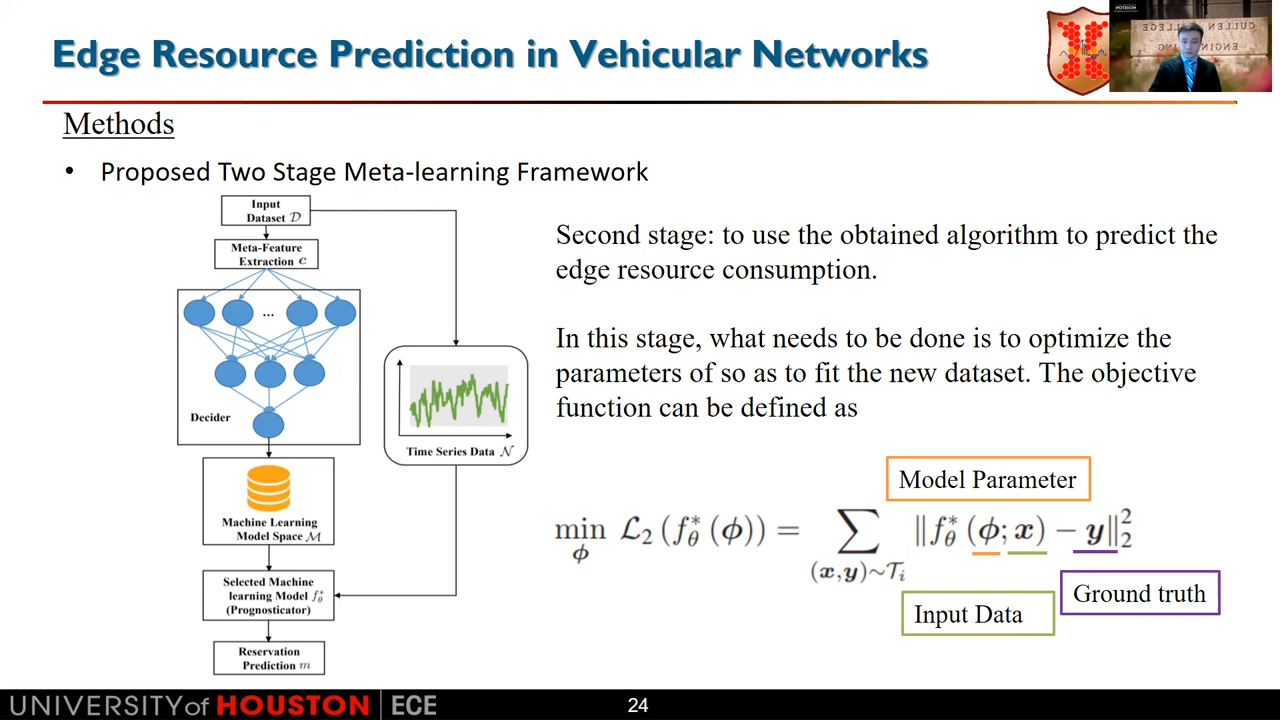 Edge Resource Prediction in Vehicular Networks
CULLEN
COLLEGE
ENGINEERING
Methods
• Proposed Two Stage Meta-learning Framework
Input
Dataset 𝒟
Meta-Feature
Extraction c
...
Decider
Machine Learning
Model Space ℳ
Selected Machine
learning Model f*θ
(Prognosticator)
Reservation
Prediction m
Time Series Data 𝒩
Second stage: to use the obtained algorithm to predict the
edge resource consumption.
In this stage, what needs to be done is to optimize the
parameters of so as to fit the new dataset. The objective
function can be defined as
Model Parameter
min_ϕ ℒ₂ (f*θ (ϕ)) = ∑_{(x,y)∼𝒯ᵢ} ‖f*θ (ϕ; x) − y‖₂²
Input Data
Ground truth
UNIVERSITY of HOUSTON | ECE
24